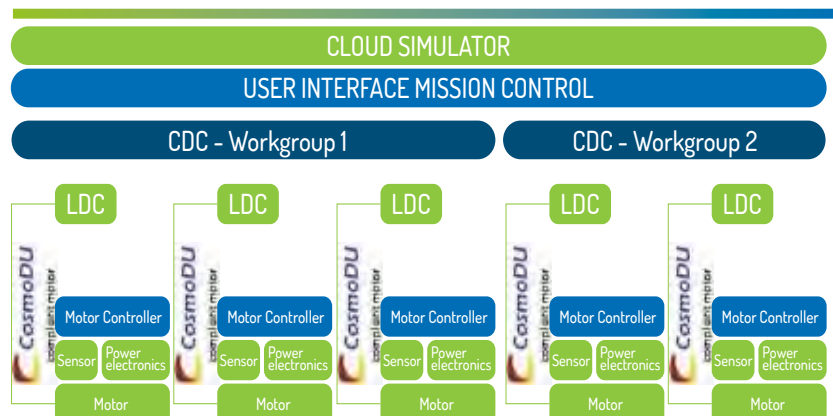 CLOUD SIMULATOR
USER INTERFACE MISSION CONTROL
CDC - Workgroup 1
CDC - Workgroup 2
LDC
LDC
LDC
LDC
LDC
CosmoDU
compliant motor
CosmoDU
compliant motor
CosmoDU
compliant motor
CosmoDU
compliant motor
CosmoDU
compliant motor
Motor Controller
Motor Controller
Motor Controller
Motor Controller
Motor Controller
Sensor
Power
electronics
Sensor
Power
electronics
Sensor
Power
electronics
Sensor
Power
electronics
Sensor
Power
electronics
Motor
Motor
Motor
Motor
Motor